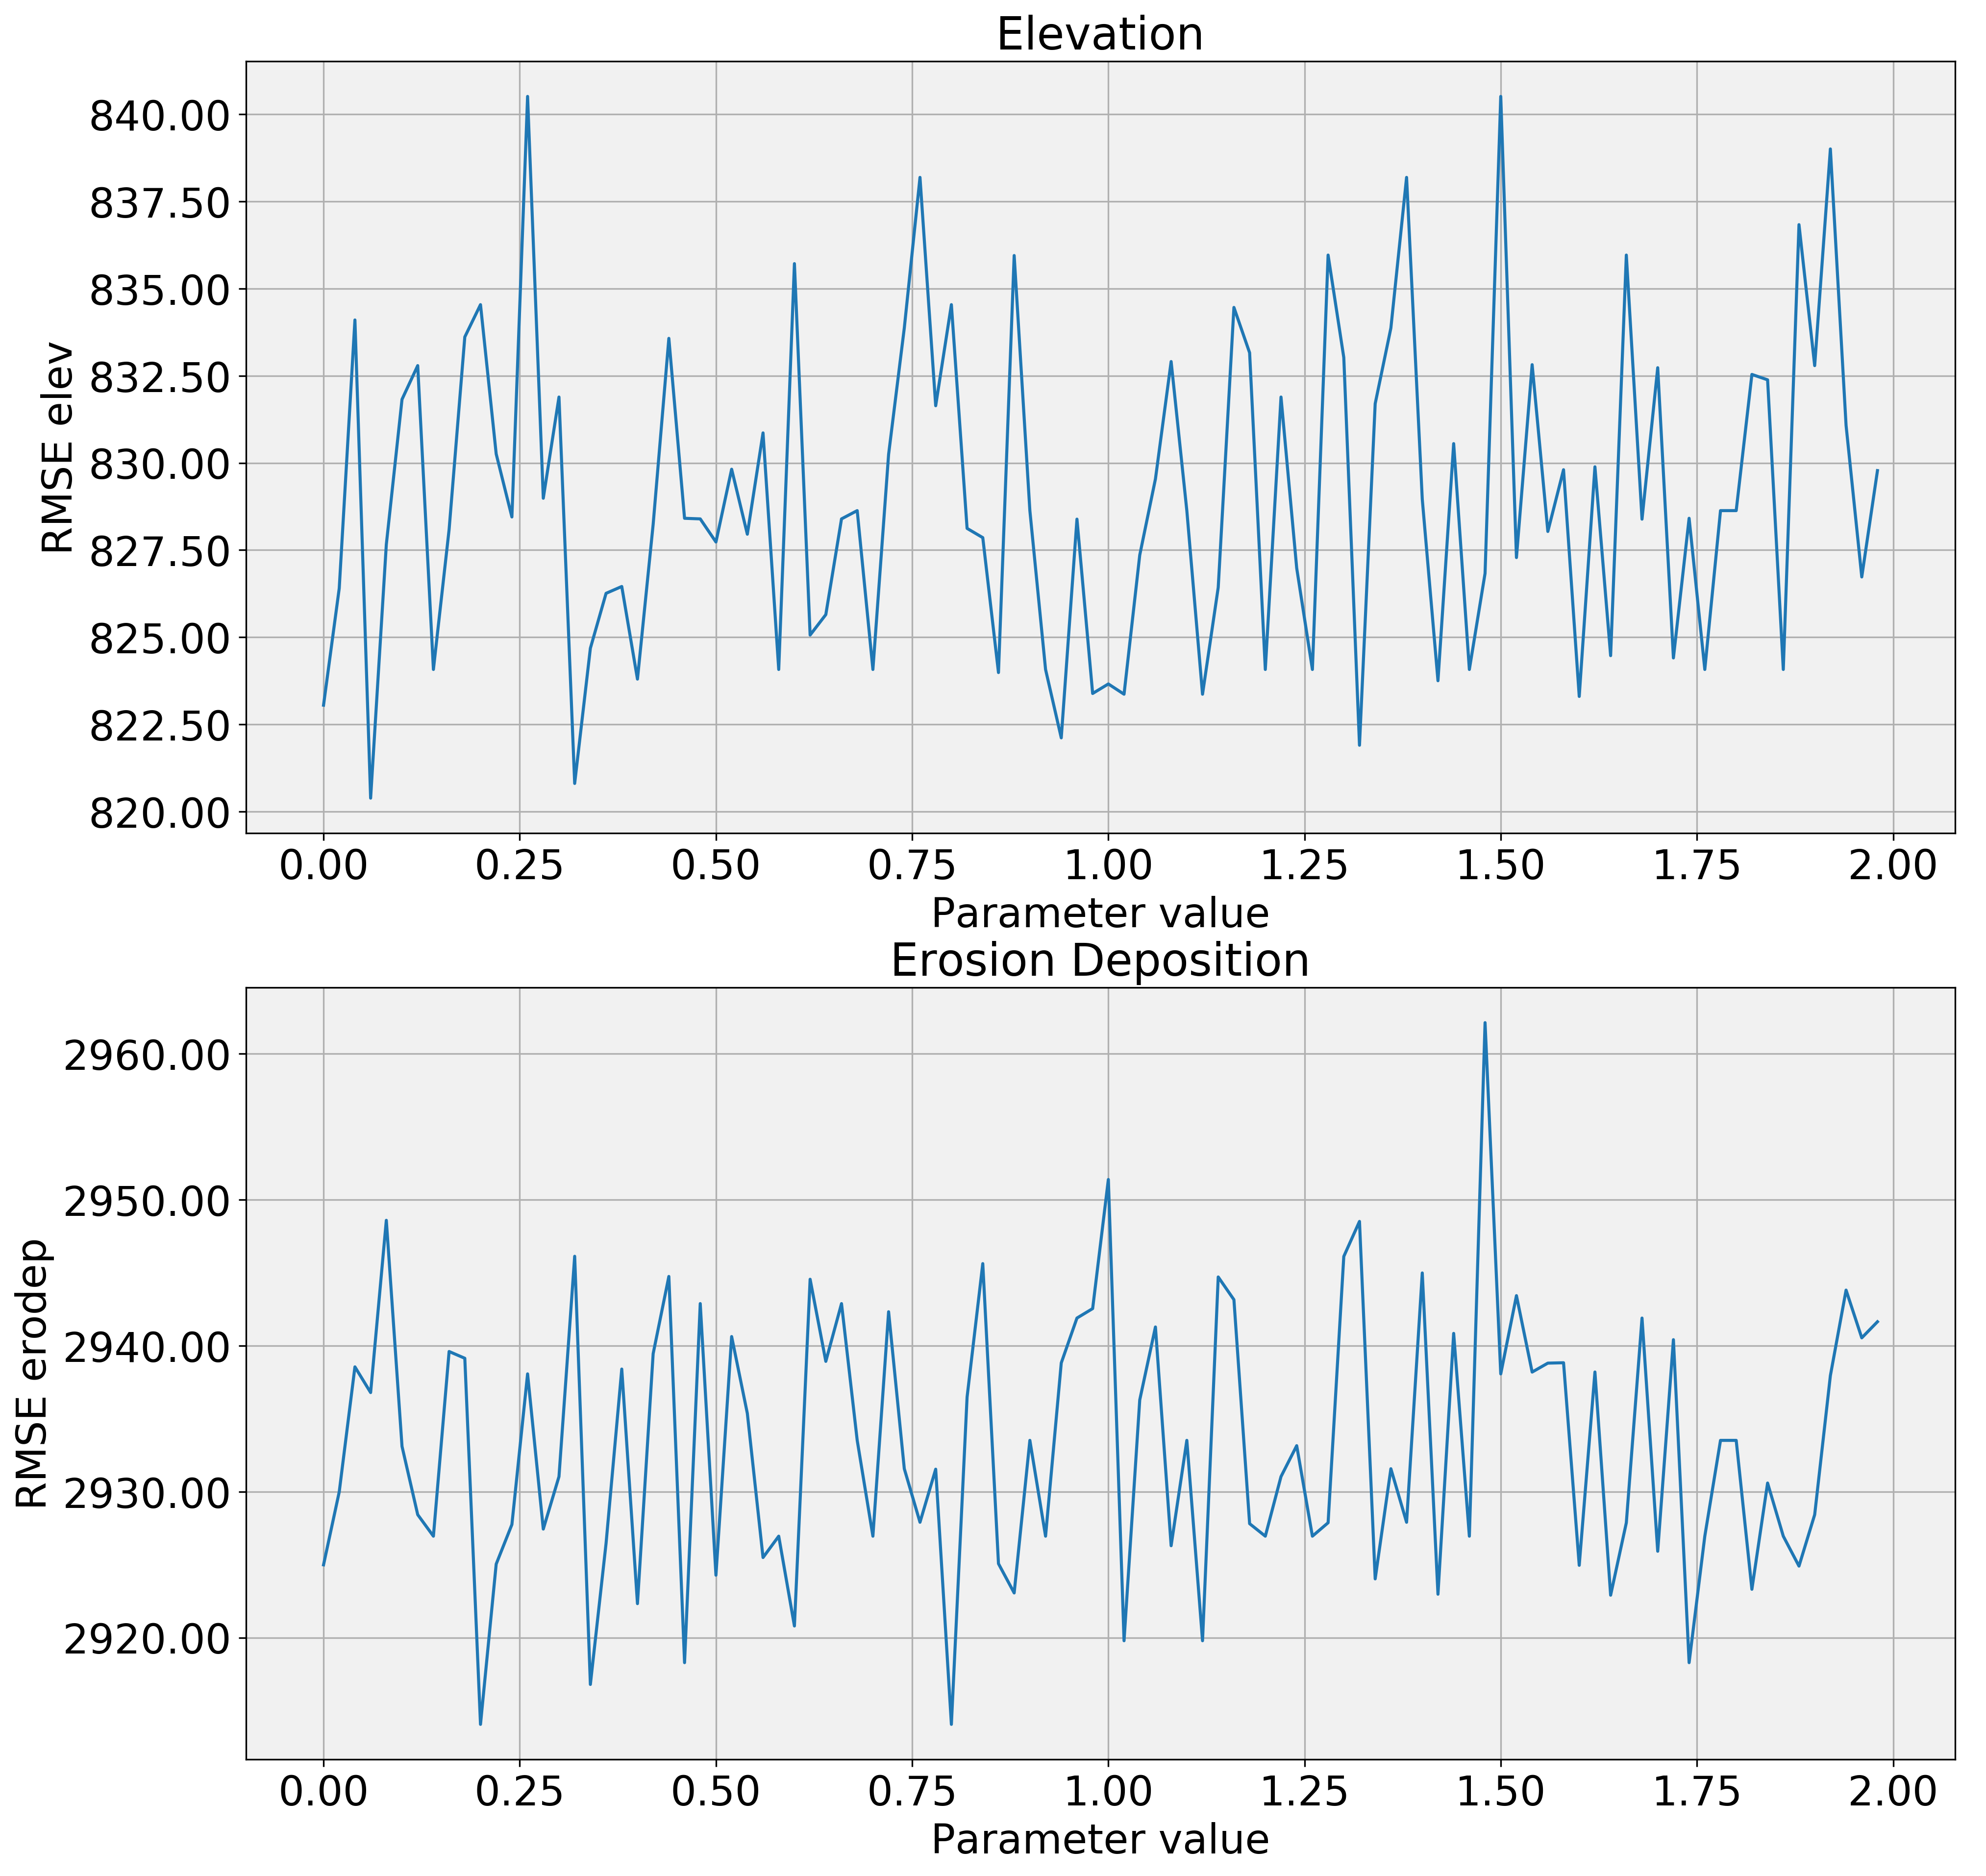 Elevation
840.00
837.50
835.00
832.50
830.00
827.50
825.00
822.50
820.00
RMSE elev
0.00 0.25 0.50 0.75 1.00 1.25 1.50 1.75 2.00
Parameter value
Erosion Deposition
2960.00
2950.00
2940.00
2930.00
2920.00
RMSE erodep
0.00 0.25 0.50 0.75 1.00 1.25 1.50 1.75 2.00
Parameter value